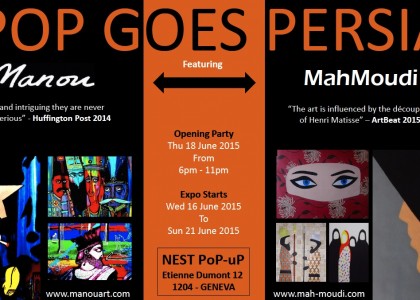 POP GOES PERSIA
Manou
and intriguing they are never
erious" - Huffington Post 2014
www.manouart.com
Featuring
Opening Party
Thu 18 June 2015
From
6pm - 11pm
Expo Starts
Wed 16 June 2015
To
Sun 21 June 2015
NEST PoP-uP
Etienne Dumont 12
1204 - GENEVA
MahMoudi
"The art is influenced by the découp
of Henri Matisse" – ArtBeat 2015
www.mah-moudi.com